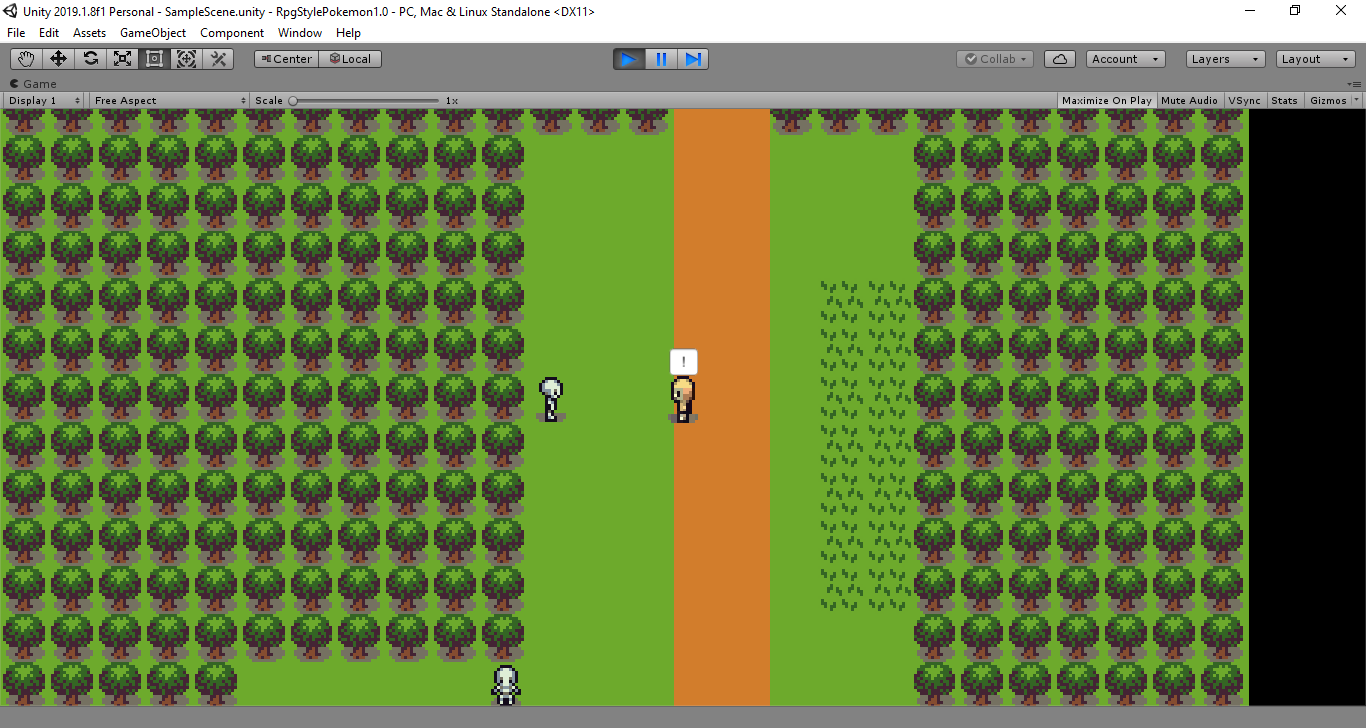 Unity 2019.1.8f1 Personal - SampleScene.unity - RpgStylePokemon1.0 - PC, Mac & Linux Standalone <DX11>
File Edit Assets GameObject Component Window Help
Center Local Collab Account Layers Layout
Game
Display 1 Free Aspect Scale 1x Maximize On Play Mute Audio VSync Stats Gizmos
!